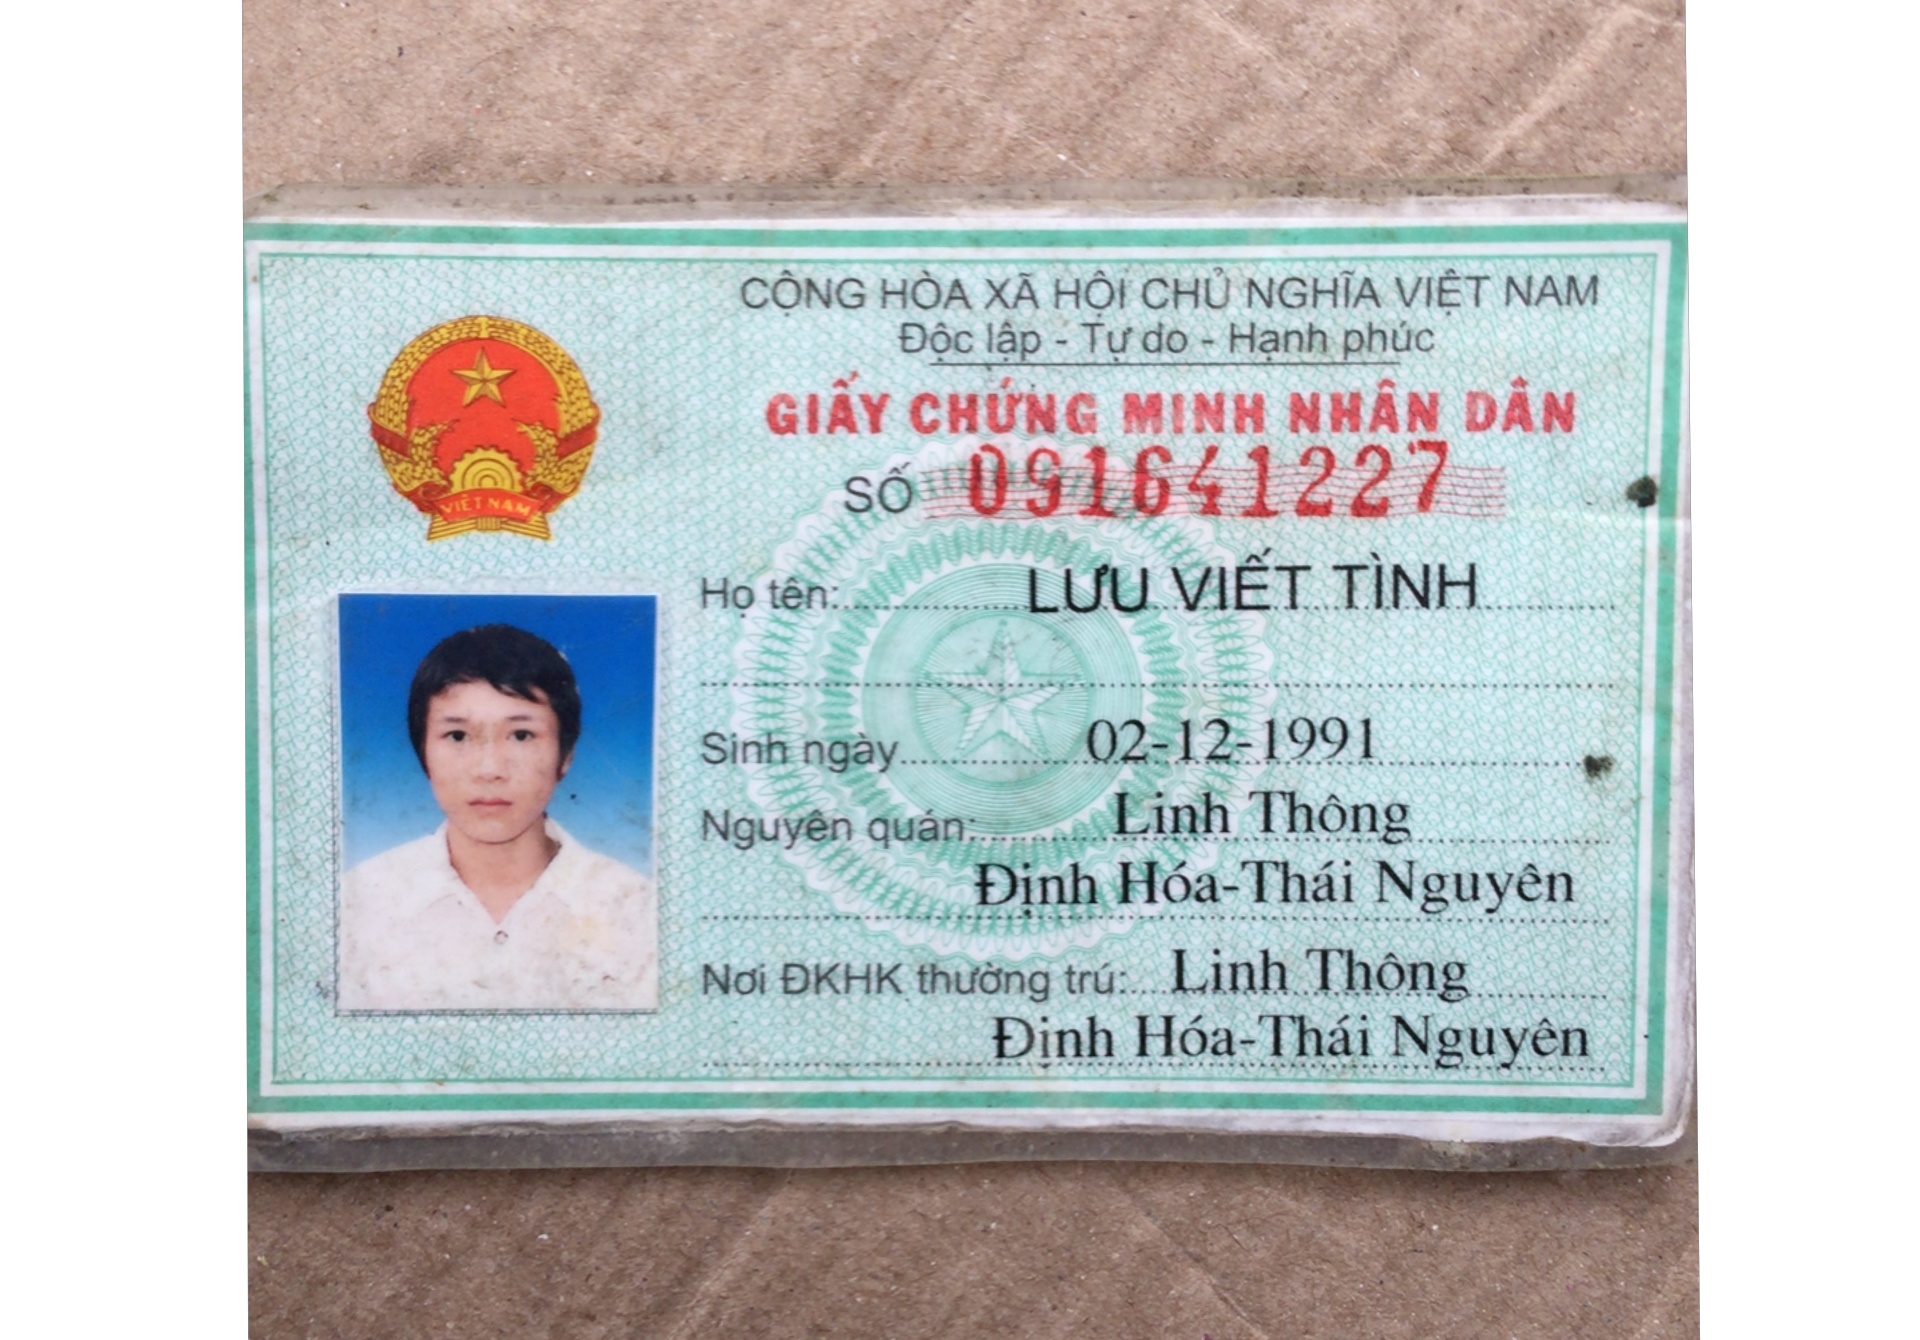 CỘNG HÒA XÃ HỘI CHỦ NGHĨA VIỆT NAM
Độc lập - Tự do - Hạnh phúc
GIẤY CHỨNG MINH NHÂN DÂN
SỐ 091641227
VIỆT NAM
Họ tên: LƯU VIẾT TÌNH
Sinh ngày 02-12-1991
Nguyên quán: Linh Thông
Định Hóa-Thái Nguyên
Nơi ĐKHK thường trú: Linh Thông
Định Hóa-Thái Nguyên